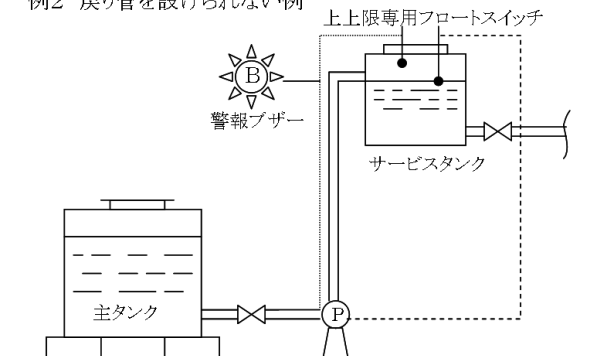 例2 戻り管を設けられない例
上上限専用フロートスイッチ
B
警報ブザー
サービスタンク
主タンク
P